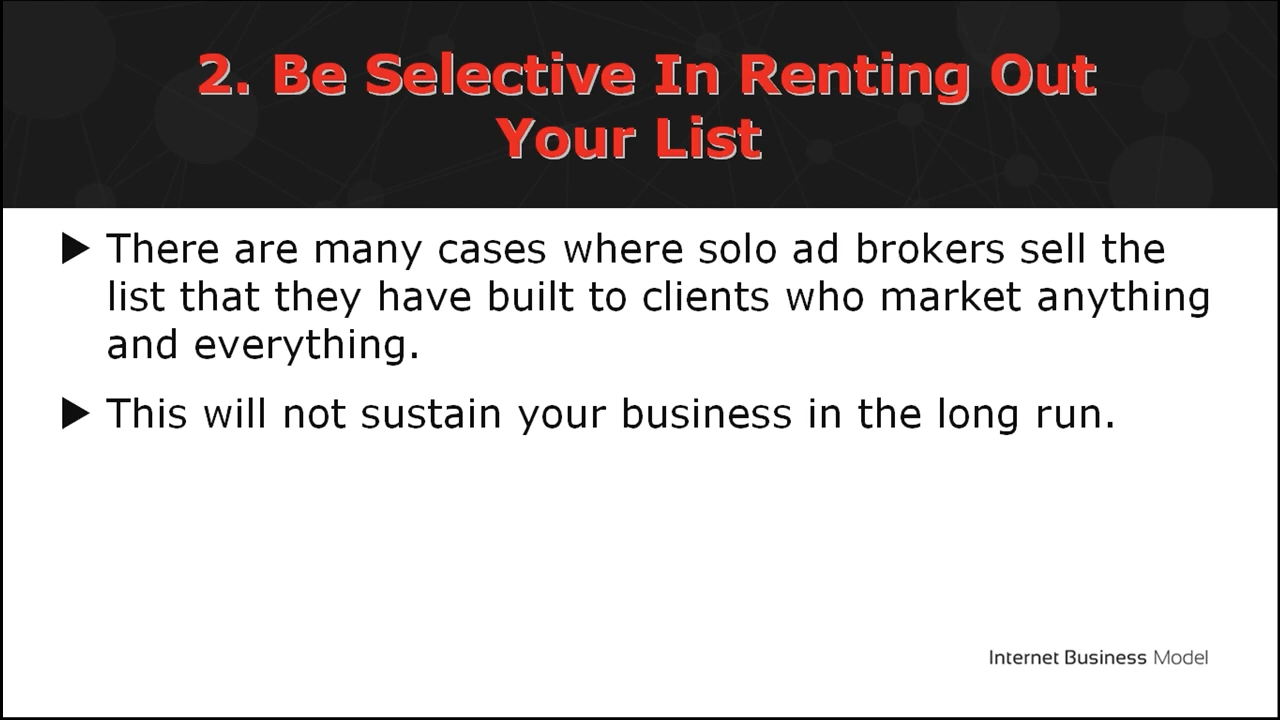 2. Be Selective In Renting Out
Your List
There are many cases where solo ad brokers sell the
list that they have built to clients who market anything
and everything.
This will not sustain your business in the long run.
Internet Business Model